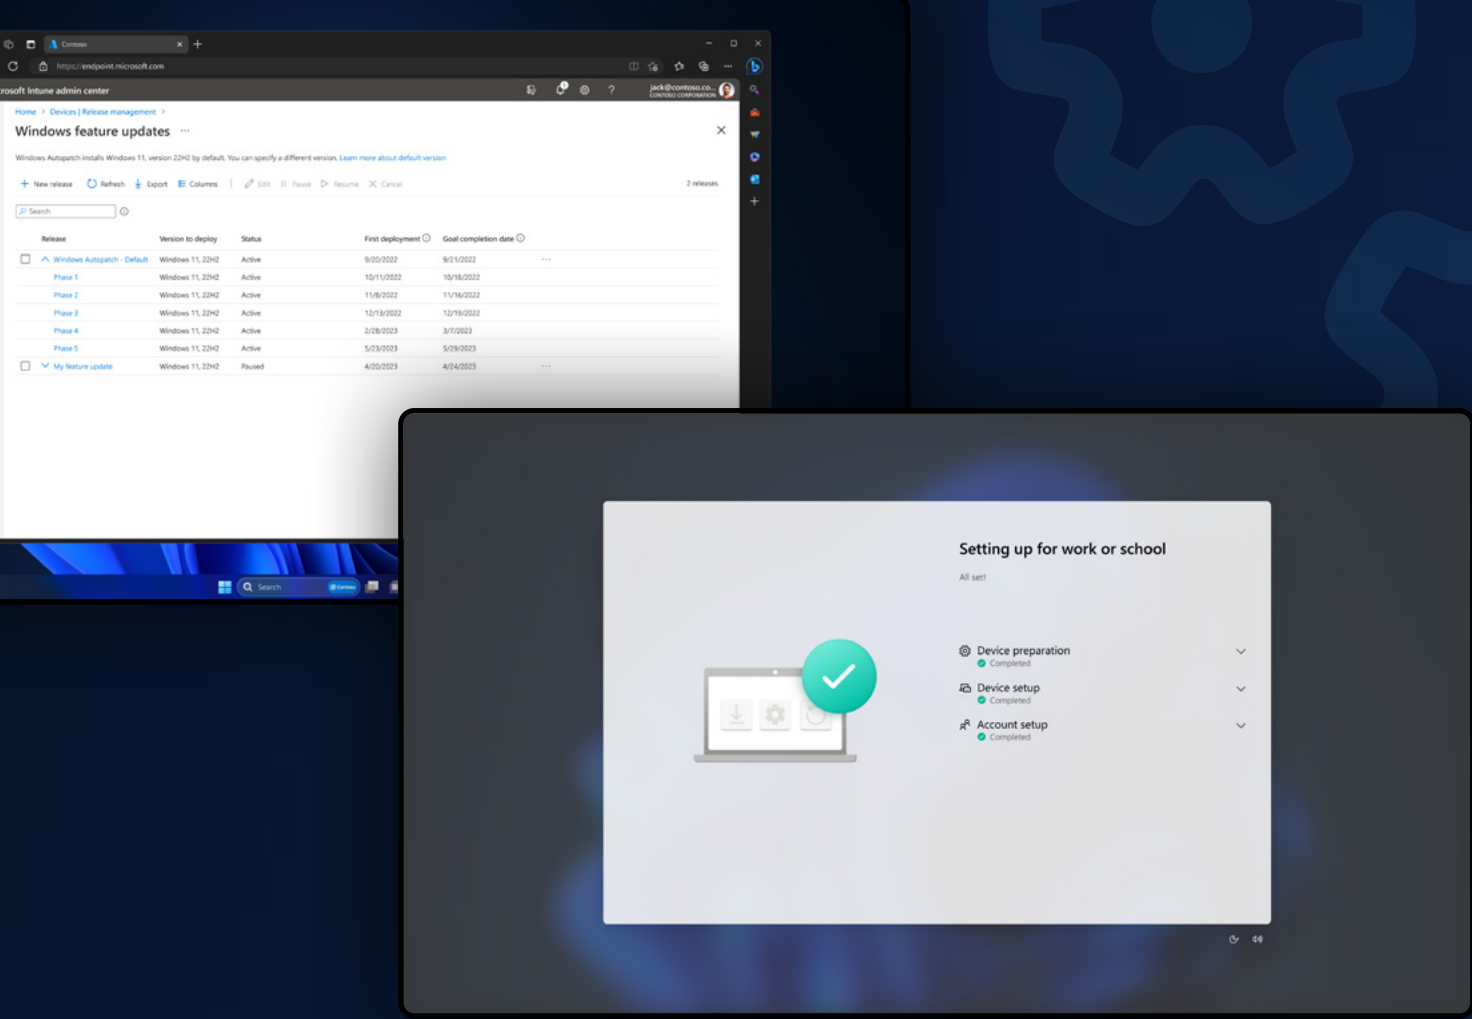 Contoso
https://endpoint.microsoft.com
rosoft Intune admin center
1
?
jack@contoso.co...
CONTOSO CORPORATION
Home > Devices | Release management >
Windows feature updates ...
Windows Autopatch installs Windows 11, version 22H2 by default. You can specify a different version. Learn more about default version
New release Refresh Export Columns | Edit Pause Resume Cancel 2 releases
Search
Release Version to deploy Status First deployment Goal completion date
Windows Autopatch - Default Windows 11, 22H2 Active 9/20/2022 9/21/2022 ...
Phase 1 Windows 11, 22H2 Active 10/11/2022 10/18/2022
Phase 2 Windows 11, 22H2 Active 11/8/2022 11/16/2022
Phase 3 Windows 11, 22H2 Active 12/13/2022 12/19/2022
Phase 4 Windows 11, 22H2 Active 2/28/2023 3/7/2023
Phase 5 Windows 11, 22H2 Active 5/23/2023 5/29/2023
My feature update Windows 11, 22H2 Paused 4/20/2023 4/24/2023 ...
Search Contoso
Setting up for work or school
All set!
Device preparation
Completed
Device setup
Completed
Account setup
Completed